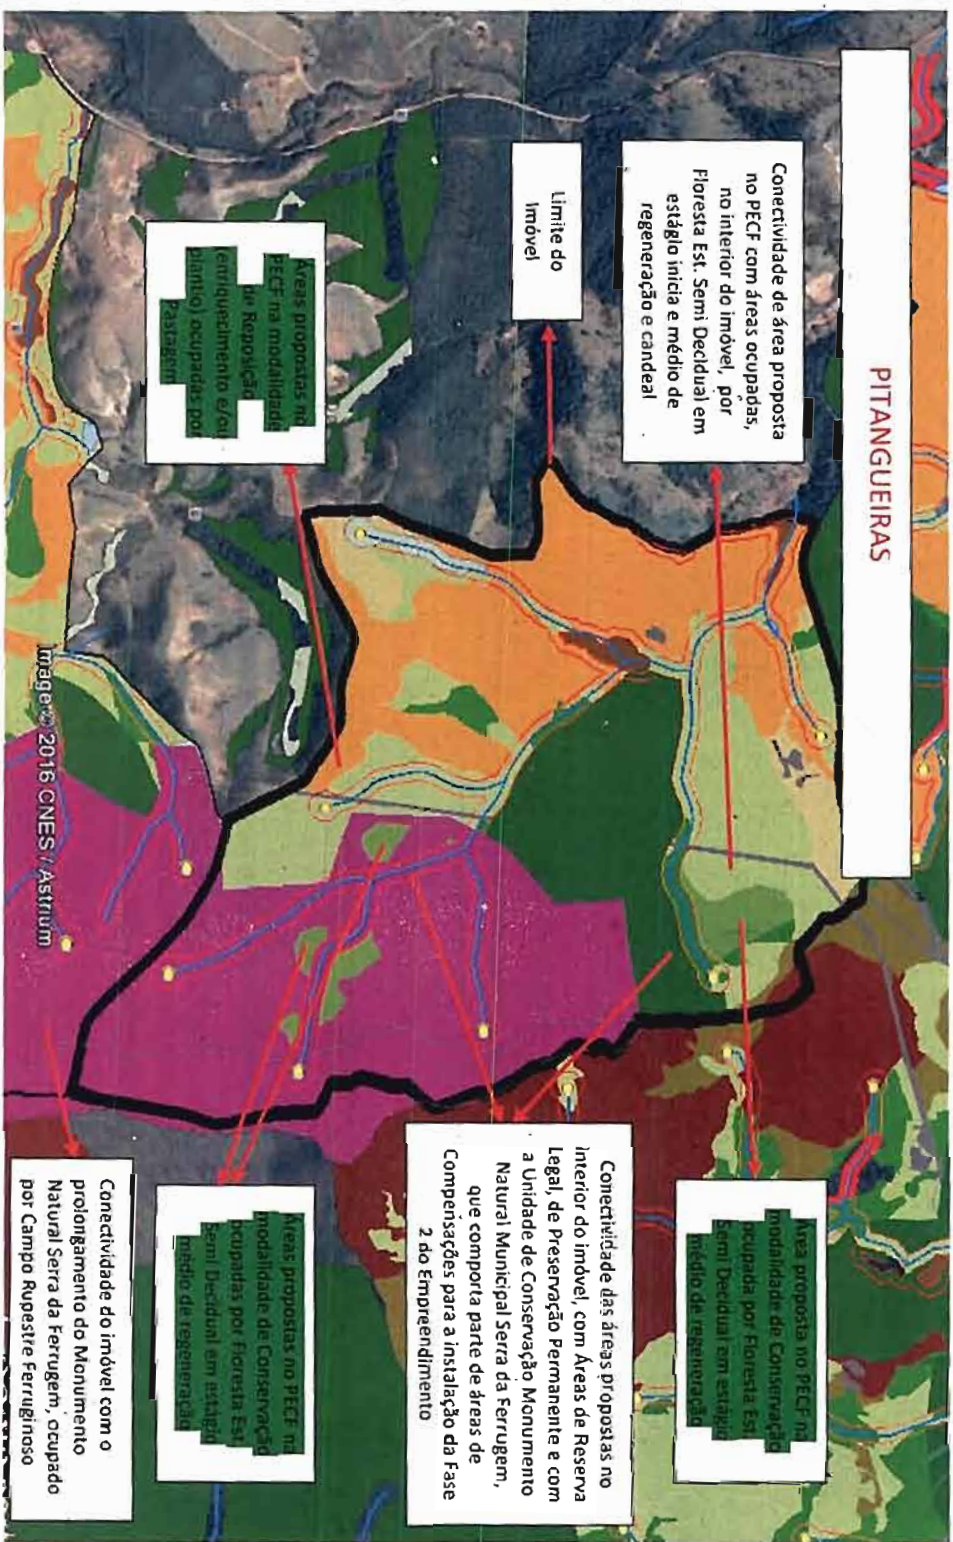 PITANGUEIRAS
Conectividade de área proposta
no PECF com áreas ocupadas,
no interior do imóvel, por
Floresta Est. Semi Decidual em
estágio inicia e médio de
regeneração e candeal
Limite do
Imóvel
Áreas propostas no
PECF na modalidade
de Reposição
(enriquecimento e/ou
plantio) ocupadas por
Pastagem
Área proposta no PECF na
modalidade de Conservação
ocupada por Floresta Est.
Semi Decidual em estágio
médio de regeneração
Conectividade das áreas propostas no
interior do imóvel, com Áreas de Reserva
Legal, de Preservação Permanente e com
a Unidade de Conservação Monumento
Natural Municipal Serra da Ferrugem,
que comporta parte de áreas de
Compensações para a instalação da Fase
2 do Empreendimento
Áreas propostas no PECF na
modalidade de Conservação
ocupadas por Floresta Est.
Semi Decidual em estágio
médio de regeneração
Conectividade do imóvel com o
prolongamento do Monumento
Natural Serra da Ferrugem, ocupado
por Campo Rupestre Ferruginoso
Image © 2016 CNES / Astrium